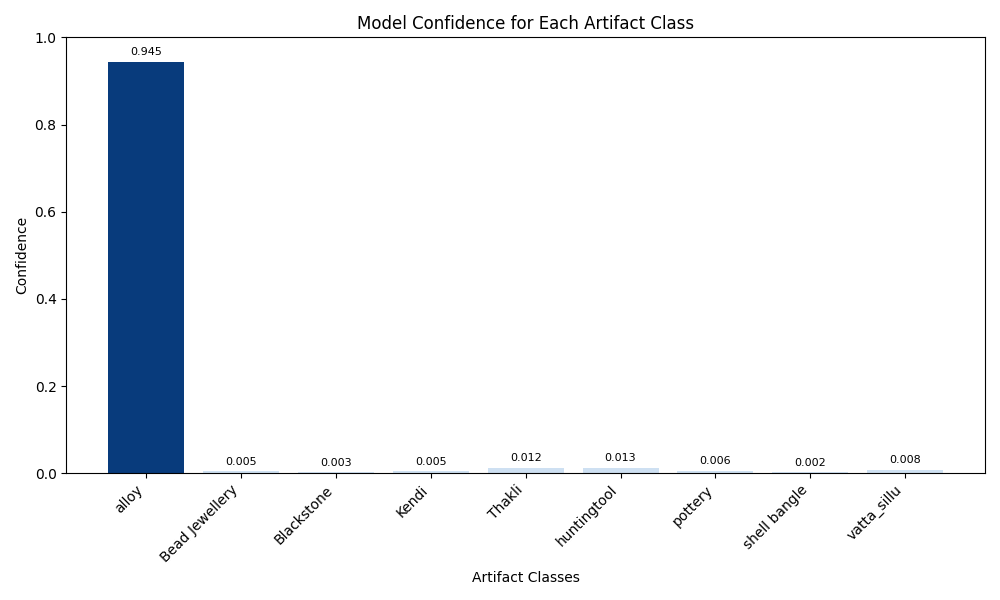 Model Confidence for Each Artifact Class
1.0
0.8
0.6
0.4
0.2
0.0
Confidence
0.945
0.005
0.003
0.005
0.012
0.013
0.006
0.002
0.008
alloy
Bead Jewellery
Blackstone
Kendi
Thakli
huntingtool
pottery
shell bangle
vatta_sillu
Artifact Classes